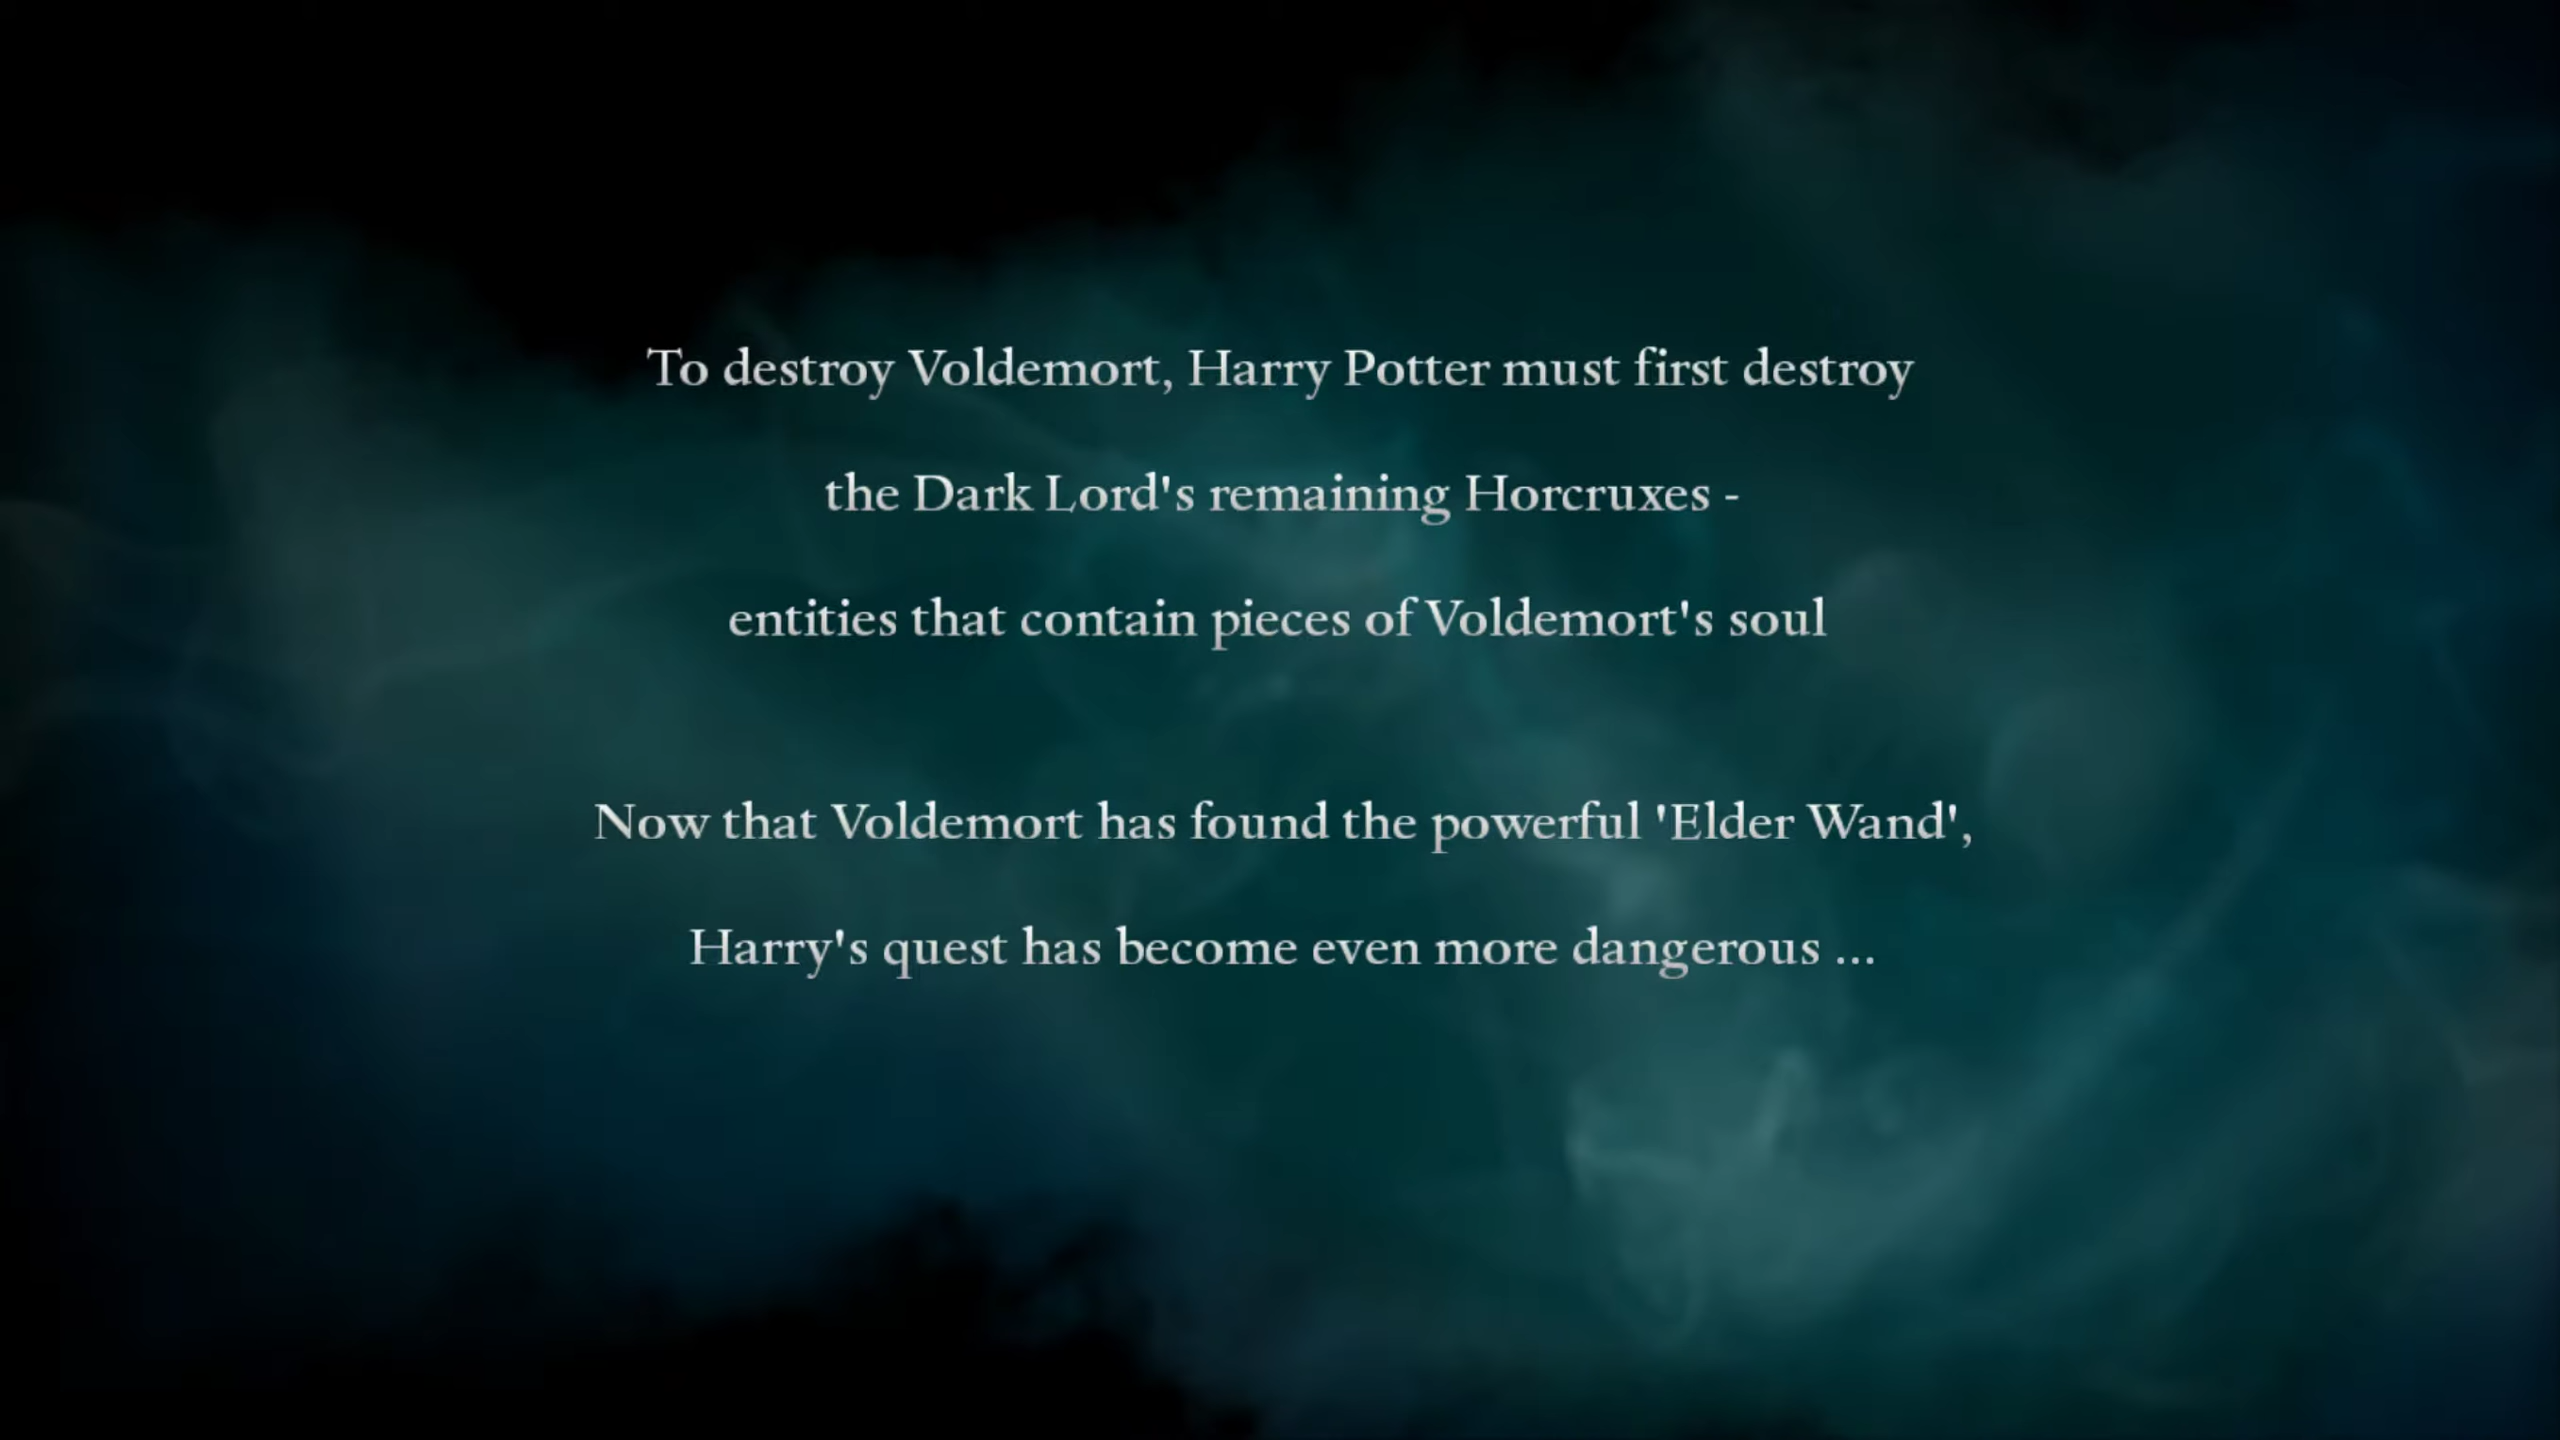 To destroy Voldemort, Harry Potter must first destroy
the Dark Lord's remaining Horcruxes -
entities that contain pieces of Voldemort's soul
Now that Voldemort has found the powerful 'Elder Wand',
Harry's quest has become even more dangerous ...